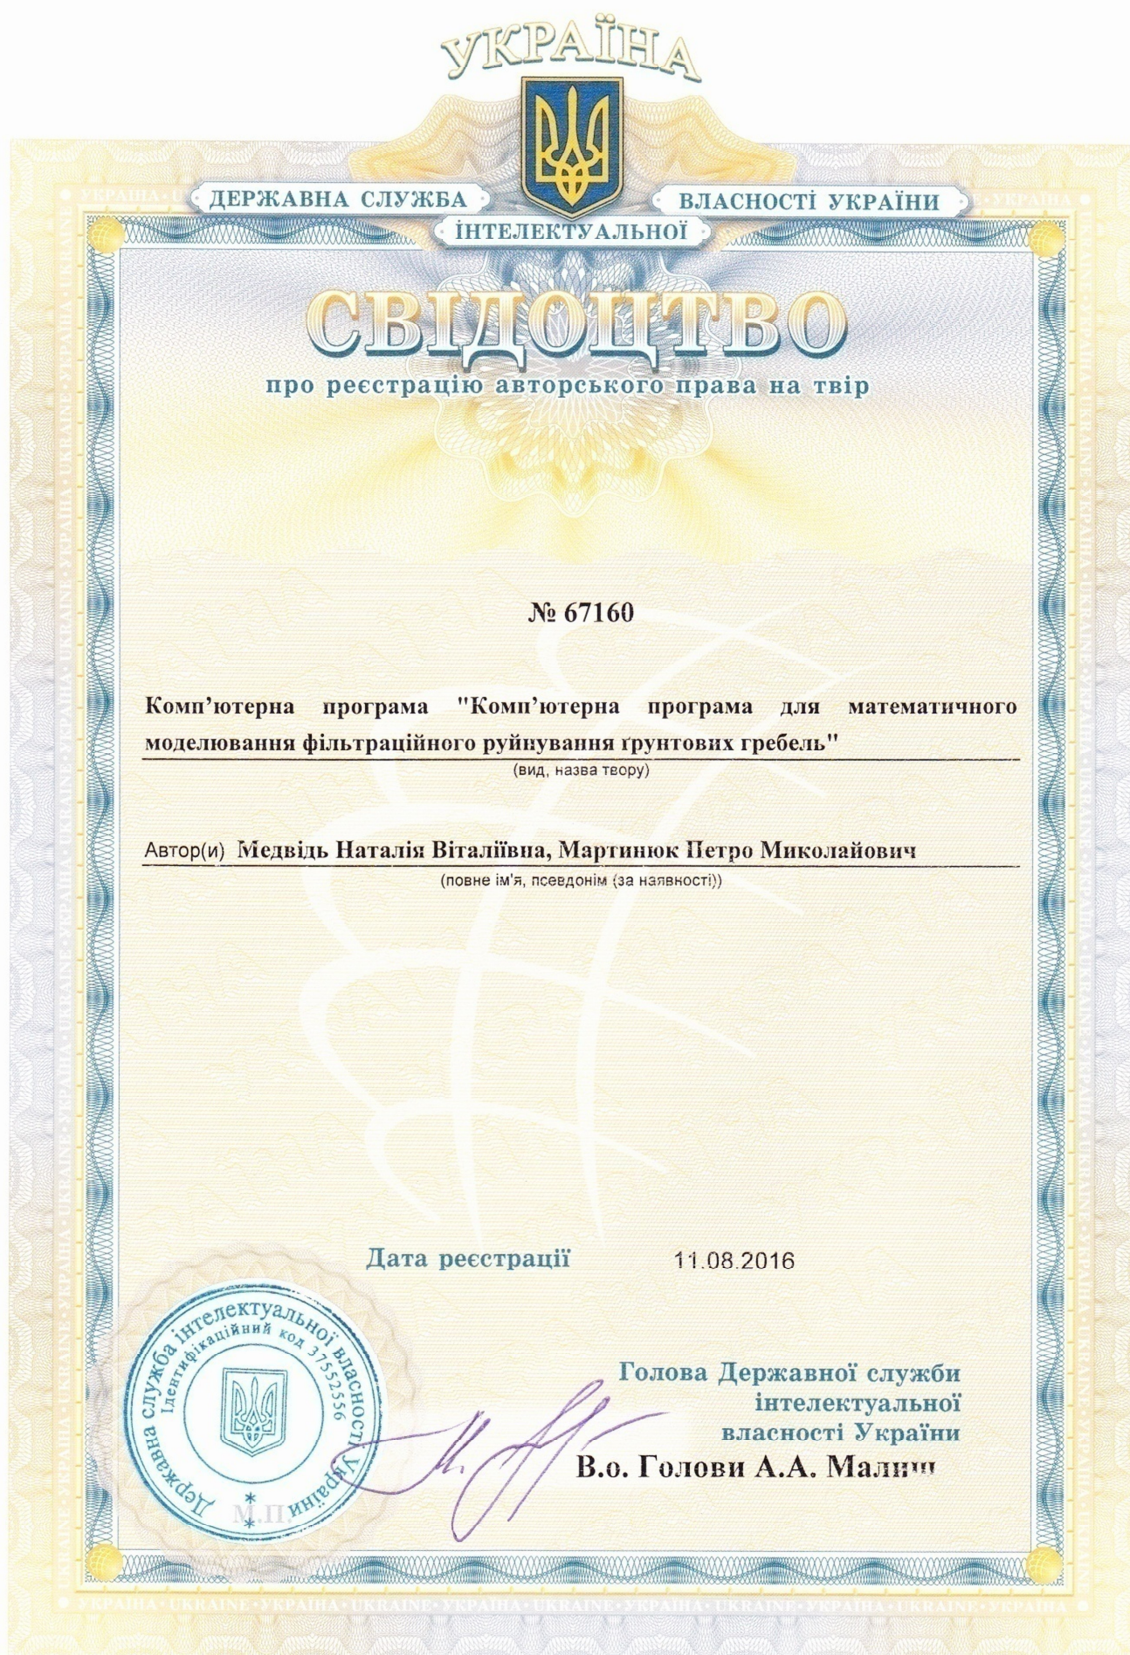 УКРАЇНА
ДЕРЖАВНА СЛУЖБА
ІНТЕЛЕКТУАЛЬНОЇ
ВЛАСНОСТІ УКРАЇНИ
СВІДОЦТВО
про реєстрацію авторського права на твір
№ 67160
Комп’ютерна програма "Комп’ютерна програма для математичного
моделювання фільтраційного руйнування ґрунтових гребель"
(вид, назва твору)
Автор(и) Медвідь Наталія Віталіївна, Мартинюк Петро Миколайович
(повне ім'я, псевдонім (за наявності))
Дата реєстрації 11.08.2016
Державна служба інтелектуальної власності України
Ідентифікаційний код 37552556
М.П.
Голова Державної служби
інтелектуальної
власності України
В.о. Голови А.А. Малиш